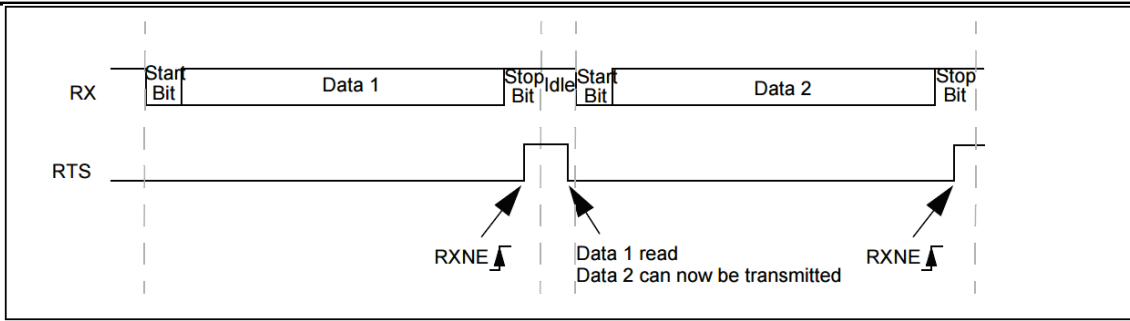 RX
Start
Bit
Data 1
Stop
Bit
Idle
Start
Bit
Data 2
Stop
Bit
RTS
RXNE
Data 1 read
Data 2 can now be transmitted
RXNE